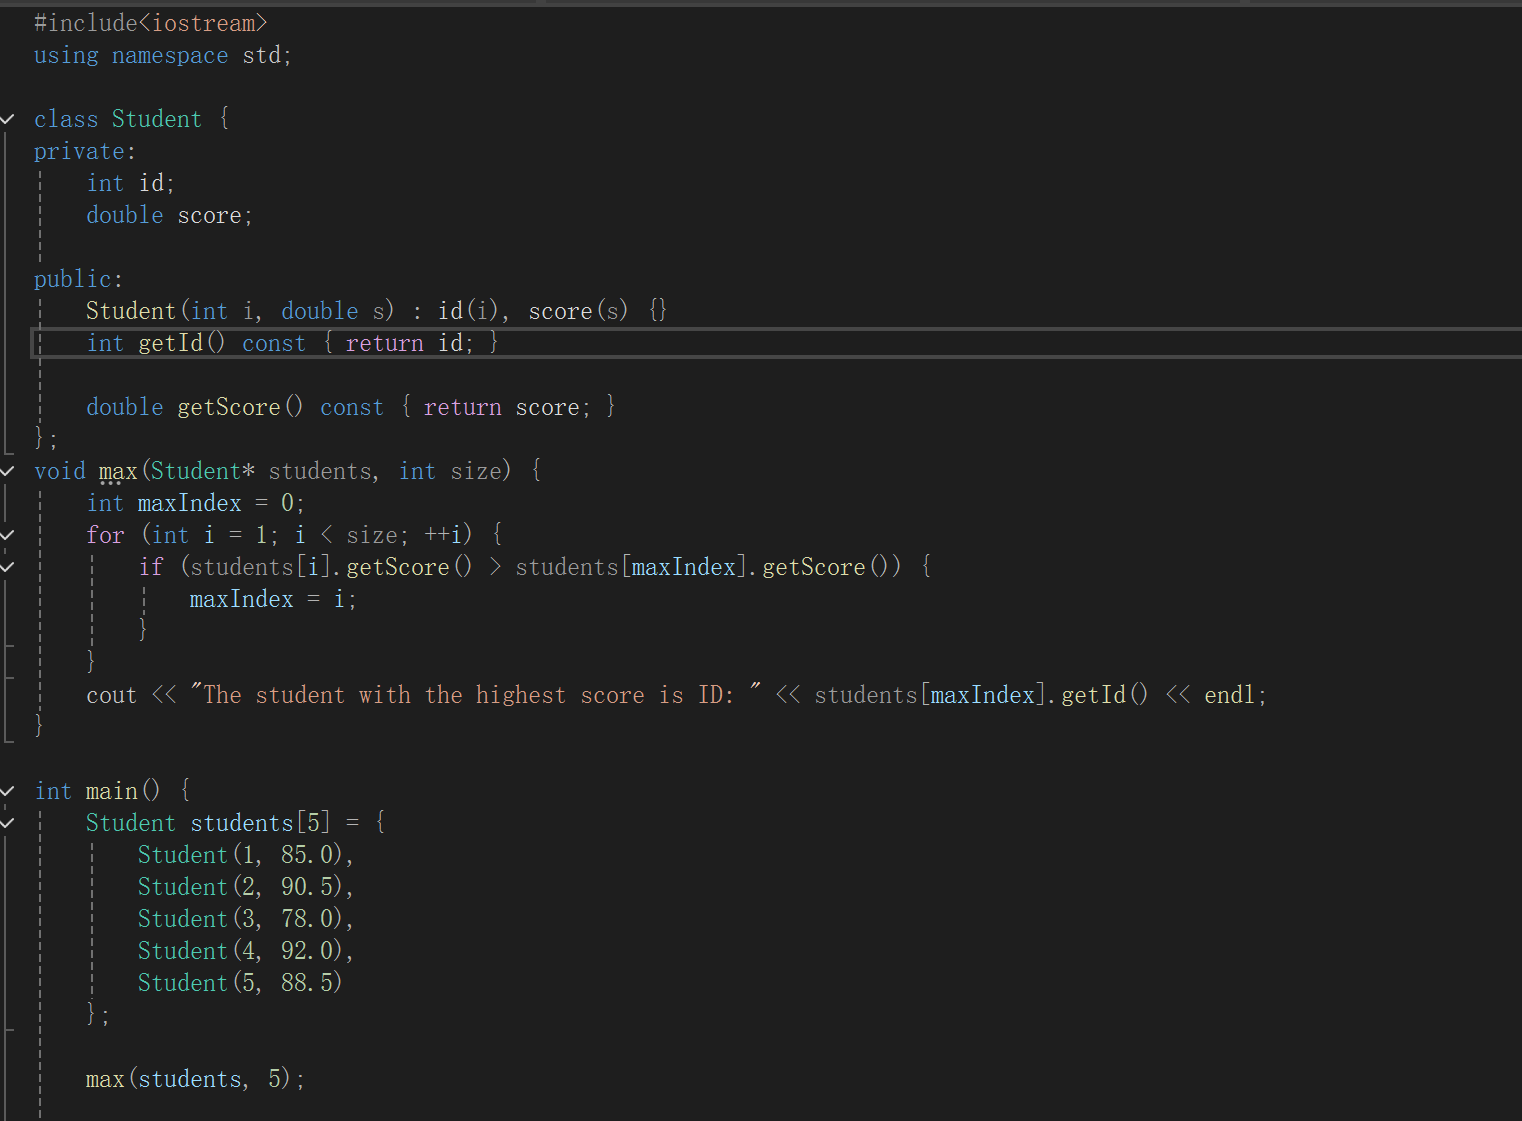 #include<iostream>
using namespace std;
class Student {
private:
int id;
double score;
public:
Student(int i, double s) : id(i), score(s) {}
int getId() const { return id; }
double getScore() const { return score; }
};
void max(Student* students, int size) {
int maxIndex = 0;
for (int i = 1; i < size; ++i) {
if (students[i].getScore() > students[maxIndex].getScore()) {
maxIndex = i;
}
}
cout << "The student with the highest score is ID: " << students[maxIndex].getId() << endl;
}
int main() {
Student students[5] = {
Student(1, 85.0),
Student(2, 90.5),
Student(3, 78.0),
Student(4, 92.0),
Student(5, 88.5)
};
max(students, 5);